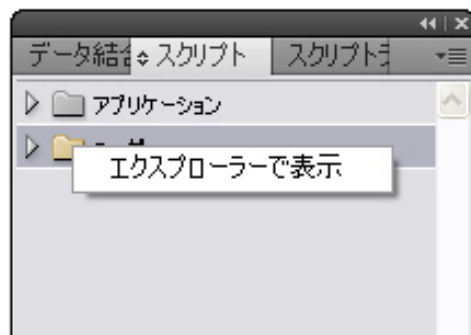 データ結合 スクリプト スクリプトラ
アプリケーション
エクスプローラーで表示